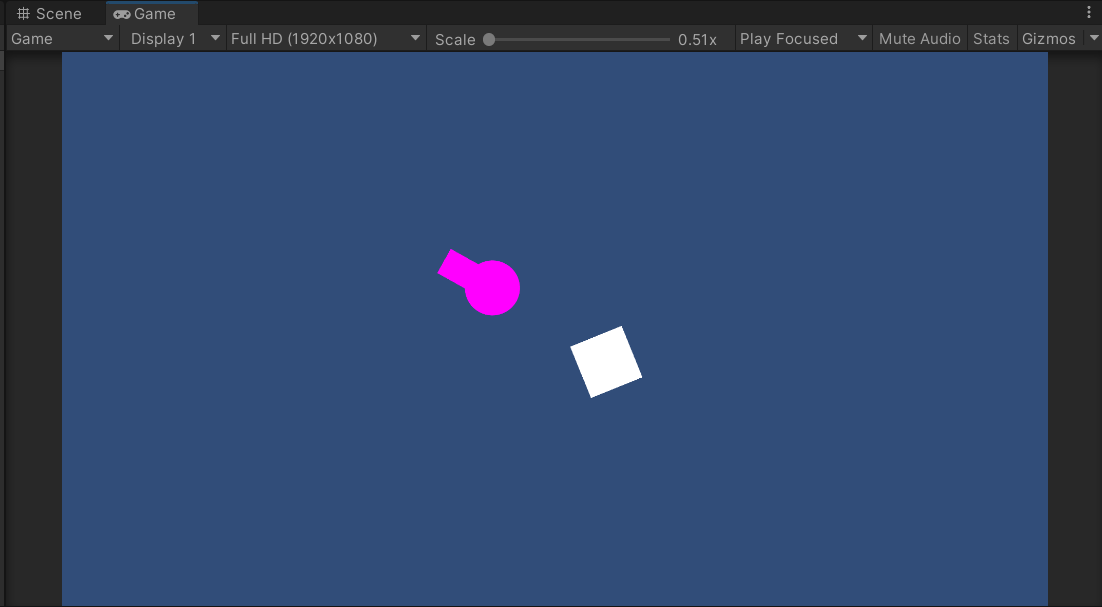 Scene Game
Game Display 1 Full HD (1920x1080) Scale 0.51x Play Focused Mute Audio Stats Gizmos